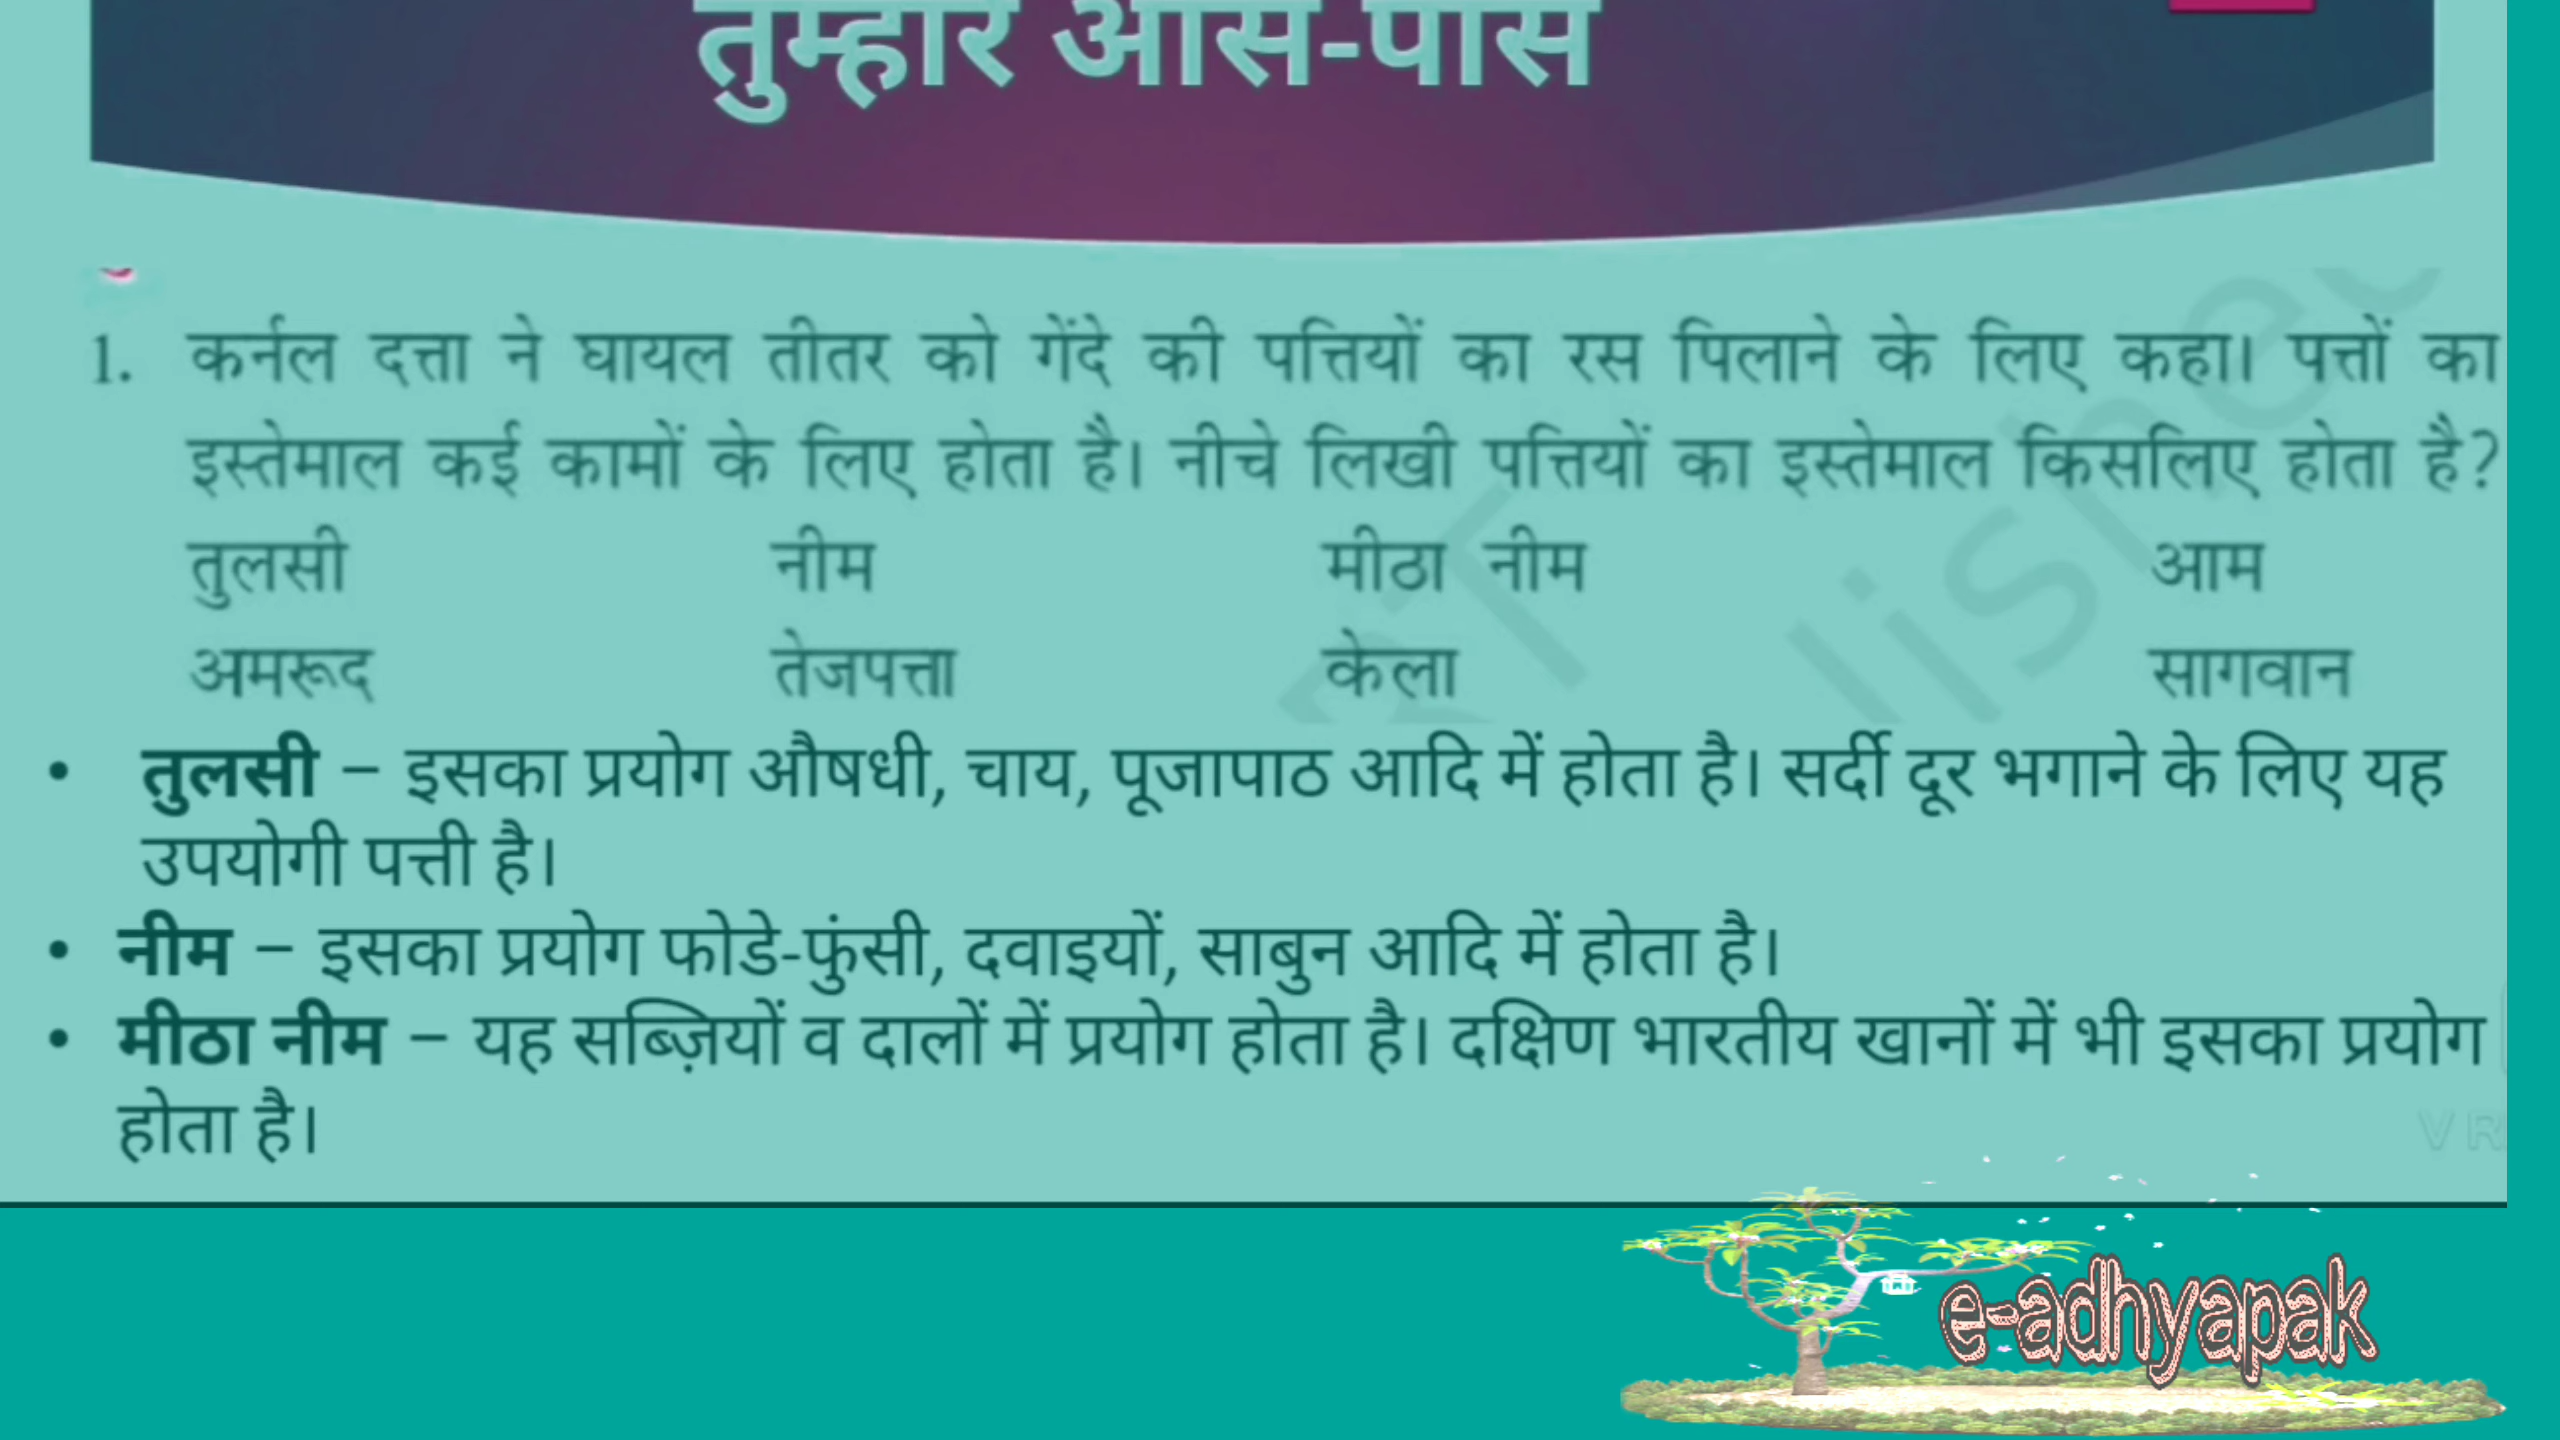 तुम्हारे आस-पास
1. कर्नल दत्ता ने घायल तीतर को गेंदे की पत्तियों का रस पिलाने के लिए कहा। पत्तों का
इस्तेमाल कई कामों के लिए होता है। नीचे लिखी पत्तियों का इस्तेमाल किसलिए होता है?
तुलसी नीम मीठा नीम आम
अमरूद तेजपत्ता केला सागवान
• तुलसी – इसका प्रयोग औषधी, चाय, पूजापाठ आदि में होता है। सर्दी दूर भगाने के लिए यह
उपयोगी पत्ती है।
• नीम – इसका प्रयोग फोडे-फुंसी, दवाइयों, साबुन आदि में होता है।
• मीठा नीम – यह सब्ज़ियों व दालों में प्रयोग होता है। दक्षिण भारतीय खानों में भी इसका प्रयोग
होता है।
e-adhyapak